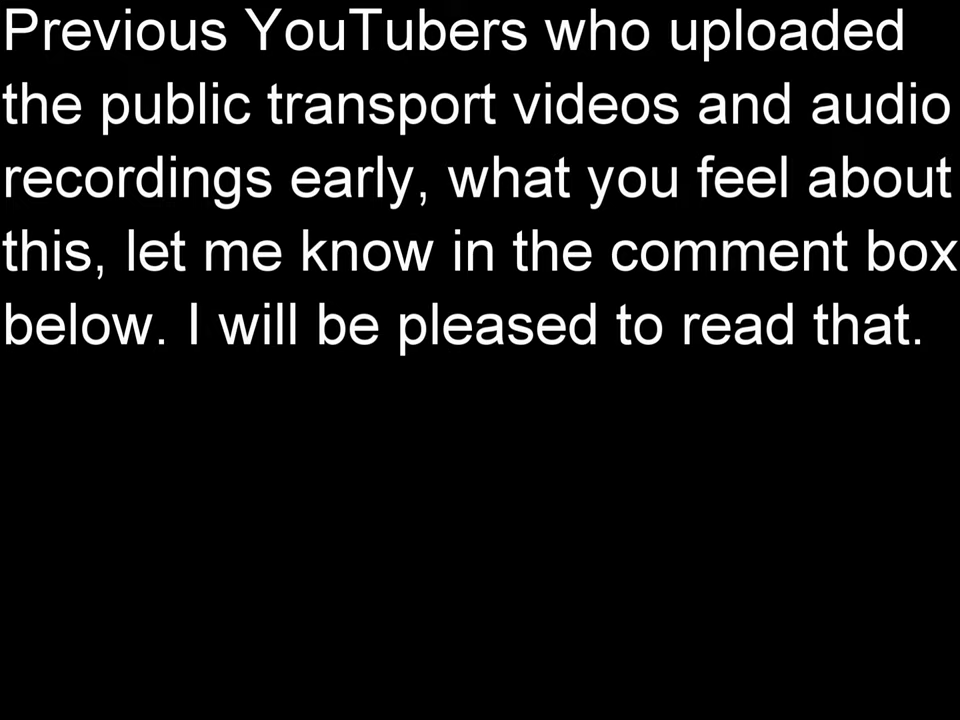 Previous YouTubers who uploaded
the public transport videos and audio
recordings early, what you feel about
this, let me know in the comment box
below. I will be pleased to read that.